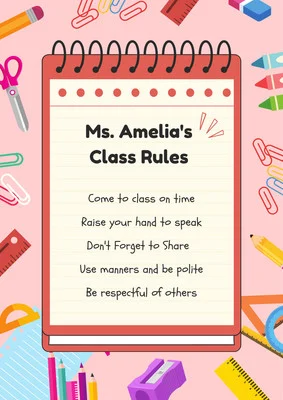 Ms. Amelia's
Class Rules
Come to class on time
Raise your hand to speak
Don't Forget to Share
Use manners and be polite
Be respectful of others